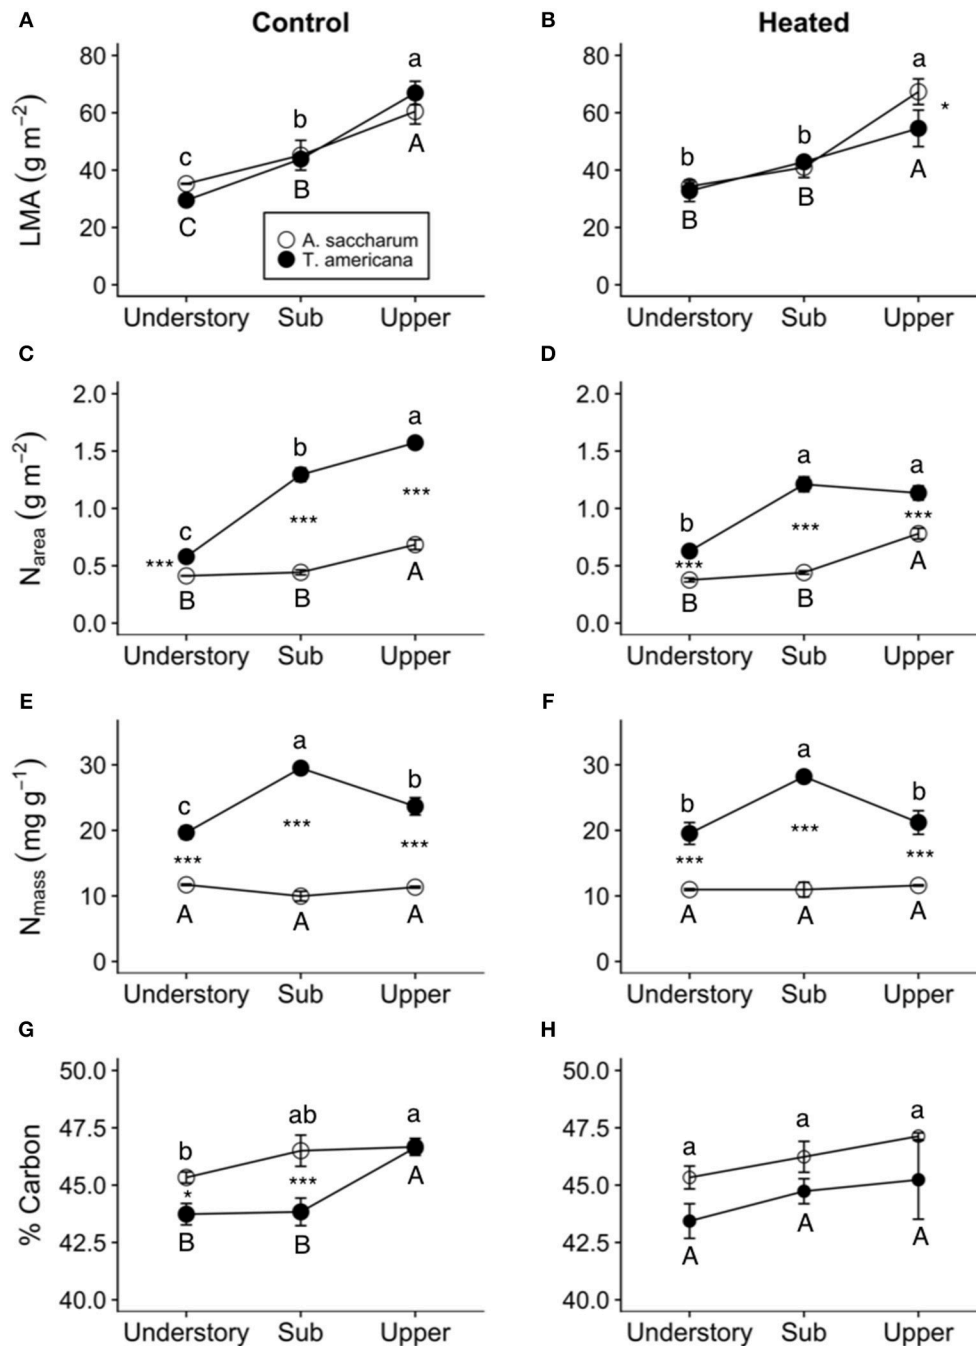 A Control B Heated
LMA (g m−2)
80
60
40
20
0
c
b
a
C
B
A
A. saccharum
T. americana
Understory Sub Upper
80
60
40
20
0
b
b
a
*
B
B
A
Understory Sub Upper
C D
Narea (g m−2)
2.0
1.5
1.0
0.5
0.0
c
b
a
***
***
***
B
B
A
Understory Sub Upper
2.0
1.5
1.0
0.5
0.0
b
a
a
***
***
***
B
B
A
Understory Sub Upper
E F
Nmass (mg g−1)
30
20
10
0
c
a
b
***
***
***
A
A
A
Understory Sub Upper
30
20
10
0
b
a
b
***
***
***
A
A
A
Understory Sub Upper
G H
% Carbon
50.0
47.5
45.0
42.5
40.0
b
ab
a
*
***
B
B
A
Understory Sub Upper
50.0
47.5
45.0
42.5
40.0
a
a
a
A
A
A
Understory Sub Upper